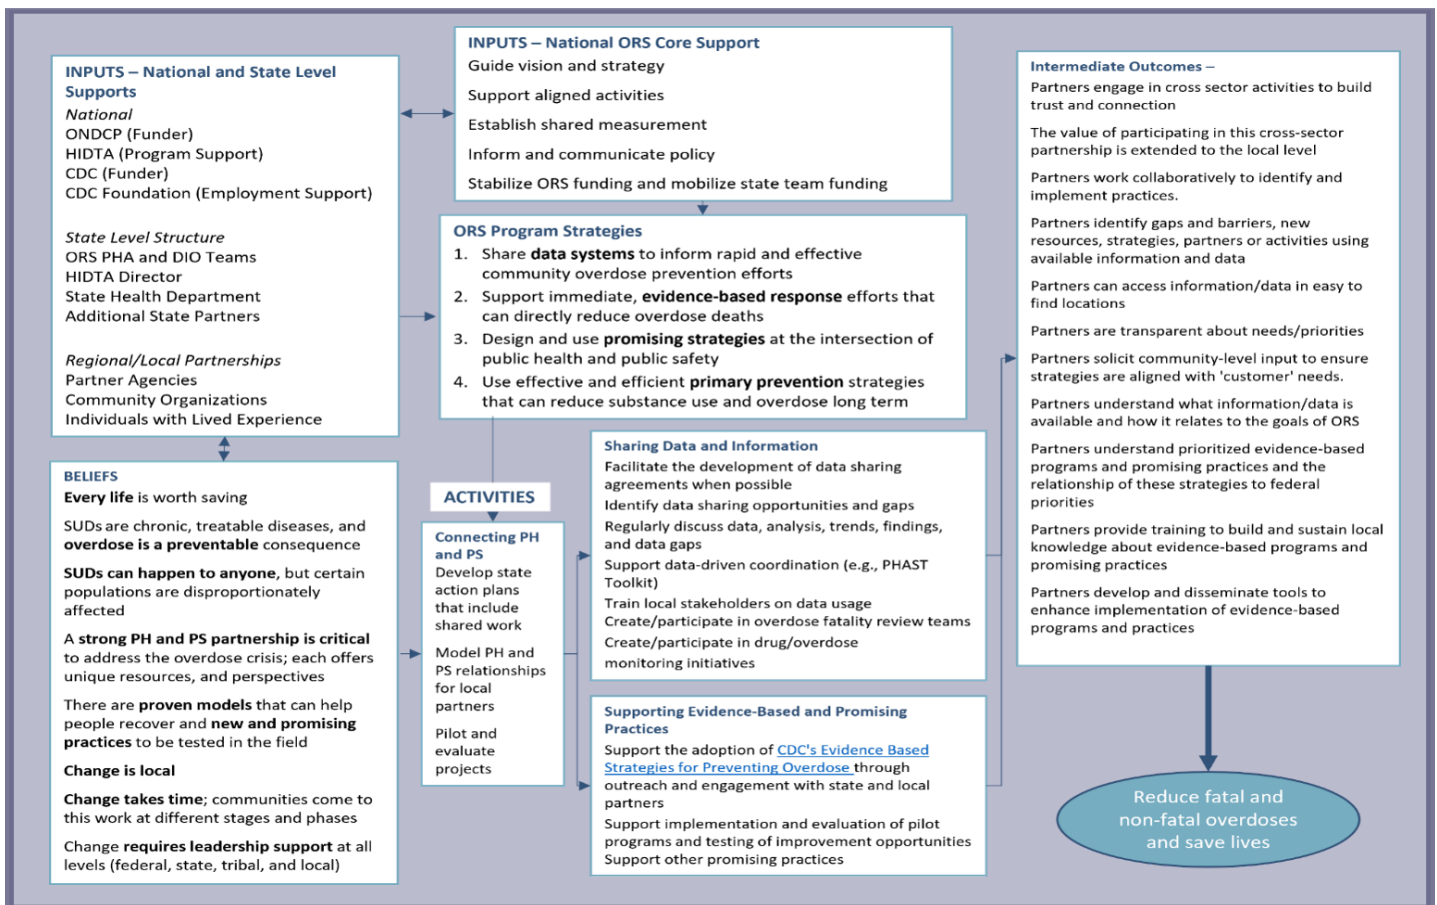 INPUTS – National and State Level
Supports
National
ONDCP (Funder)
HIDTA (Program Support)
CDC (Funder)
CDC Foundation (Employment Support)
State Level Structure
ORS PHA and DIO Teams
HIDTA Director
State Health Department
Additional State Partners
Regional/Local Partnerships
Partner Agencies
Community Organizations
Individuals with Lived Experience
BELIEFS
Every life is worth saving
SUDs are chronic, treatable diseases, and
overdose is a preventable consequence
SUDs can happen to anyone, but certain
populations are disproportionately
affected
A strong PH and PS partnership is critical
to address the overdose crisis; each offers
unique resources, and perspectives
There are proven models that can help
people recover and new and promising
practices to be tested in the field
Change is local
Change takes time; communities come to
this work at different stages and phases
Change requires leadership support at all
levels (federal, state, tribal, and local)
INPUTS – National ORS Core Support
Guide vision and strategy
Support aligned activities
Establish shared measurement
Inform and communicate policy
Stabilize ORS funding and mobilize state team funding
ORS Program Strategies
1. Share data systems to inform rapid and effective
community overdose prevention efforts
2. Support immediate, evidence-based response efforts that
can directly reduce overdose deaths
3. Design and use promising strategies at the intersection of
public health and public safety
4. Use effective and efficient primary prevention strategies
that can reduce substance use and overdose long term
ACTIVITIES
Connecting PH
and PS
Develop state
action plans
that include
shared work
Model PH and
PS relationships
for local
partners
Pilot and
evaluate
projects
Sharing Data and Information
Facilitate the development of data sharing
agreements when possible
Identify data sharing opportunities and gaps
Regularly discuss data, analysis, trends, findings,
and data gaps
Support data-driven coordination (e.g., PHAST
Toolkit)
Train local stakeholders on data usage
Create/participate in overdose fatality review teams
Create/participate in drug/overdose
monitoring initiatives
Supporting Evidence-Based and Promising
Practices
Support the adoption of CDC's Evidence Based
Strategies for Preventing Overdose through
outreach and engagement with state and local
partners
Support implementation and evaluation of pilot
programs and testing of improvement opportunities
Support other promising practices
Intermediate Outcomes –
Partners engage in cross sector activities to build
trust and connection
The value of participating in this cross-sector
partnership is extended to the local level
Partners work collaboratively to identify and
implement practices.
Partners identify gaps and barriers, new
resources, strategies, partners or activities using
available information and data
Partners can access information/data in easy to
find locations
Partners are transparent about needs/priorities
Partners solicit community-level input to ensure
strategies are aligned with 'customer' needs.
Partners understand what information/data is
available and how it relates to the goals of ORS
Partners understand prioritized evidence-based
programs and promising practices and the
relationship of these strategies to federal
priorities
Partners provide training to build and sustain local
knowledge about evidence-based programs and
promising practices
Partners develop and disseminate tools to
enhance implementation of evidence-based
programs and practices
Reduce fatal and
non-fatal overdoses
and save lives